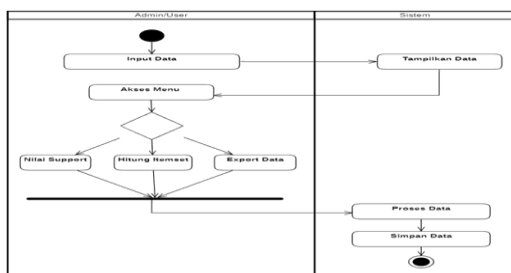 Admin/User
Sistem
Input Data
Tampilkan Data
Akses Menu
Nilai Support
Hitung Itemset
Export Data
Proses Data
Simpan Data